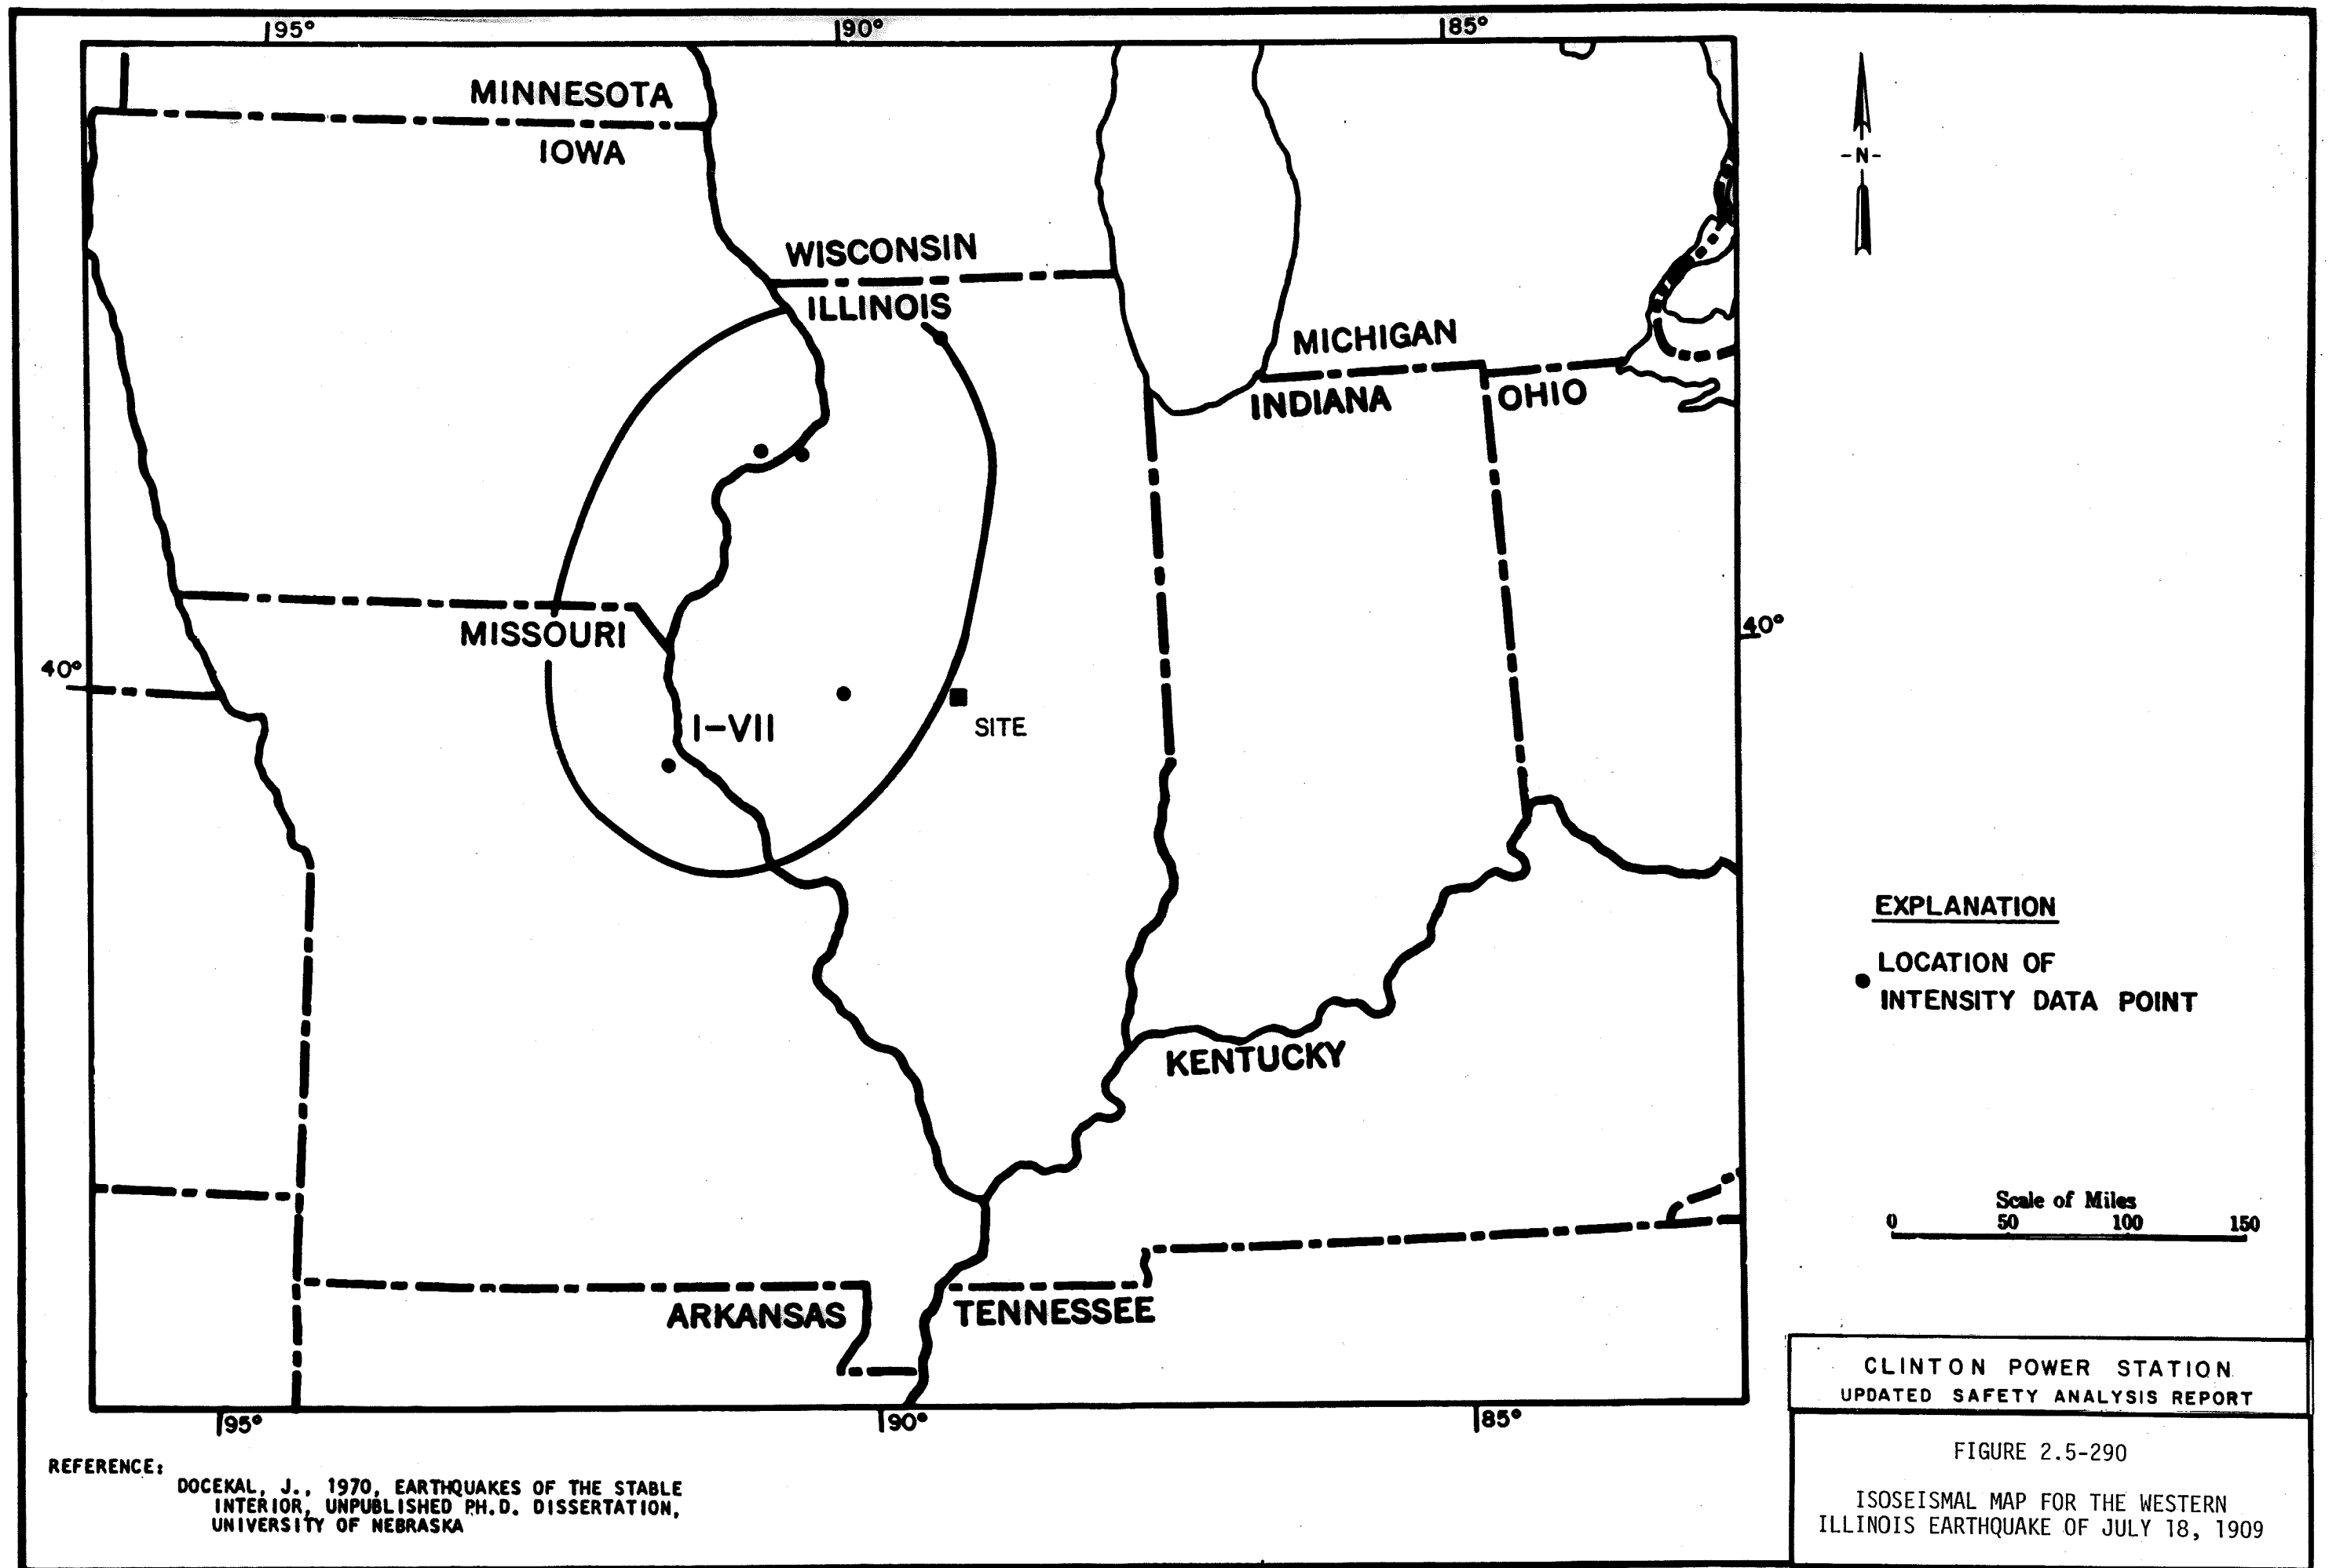 95° 90° 85°
MINNESOTA
IOWA
-N-
WISCONSIN
ILLINOIS
MICHIGAN
INDIANA
OHIO
40°
MISSOURI
40°
I-VII
SITE
EXPLANATION
LOCATION OF
INTENSITY DATA POINT
KENTUCKY
Scale of Miles
0 50 100 150
ARKANSAS
TENNESSEE
95° 90° 85°
CLINTON POWER STATION
UPDATED SAFETY ANALYSIS REPORT
FIGURE 2.5-290
ISOSEISMAL MAP FOR THE WESTERN
ILLINOIS EARTHQUAKE OF JULY 18, 1909
REFERENCE:
DOCEKAL, J., 1970, EARTHQUAKES OF THE STABLE
INTERIOR, UNPUBLISHED PH.D. DISSERTATION,
UNIVERSITY OF NEBRASKA